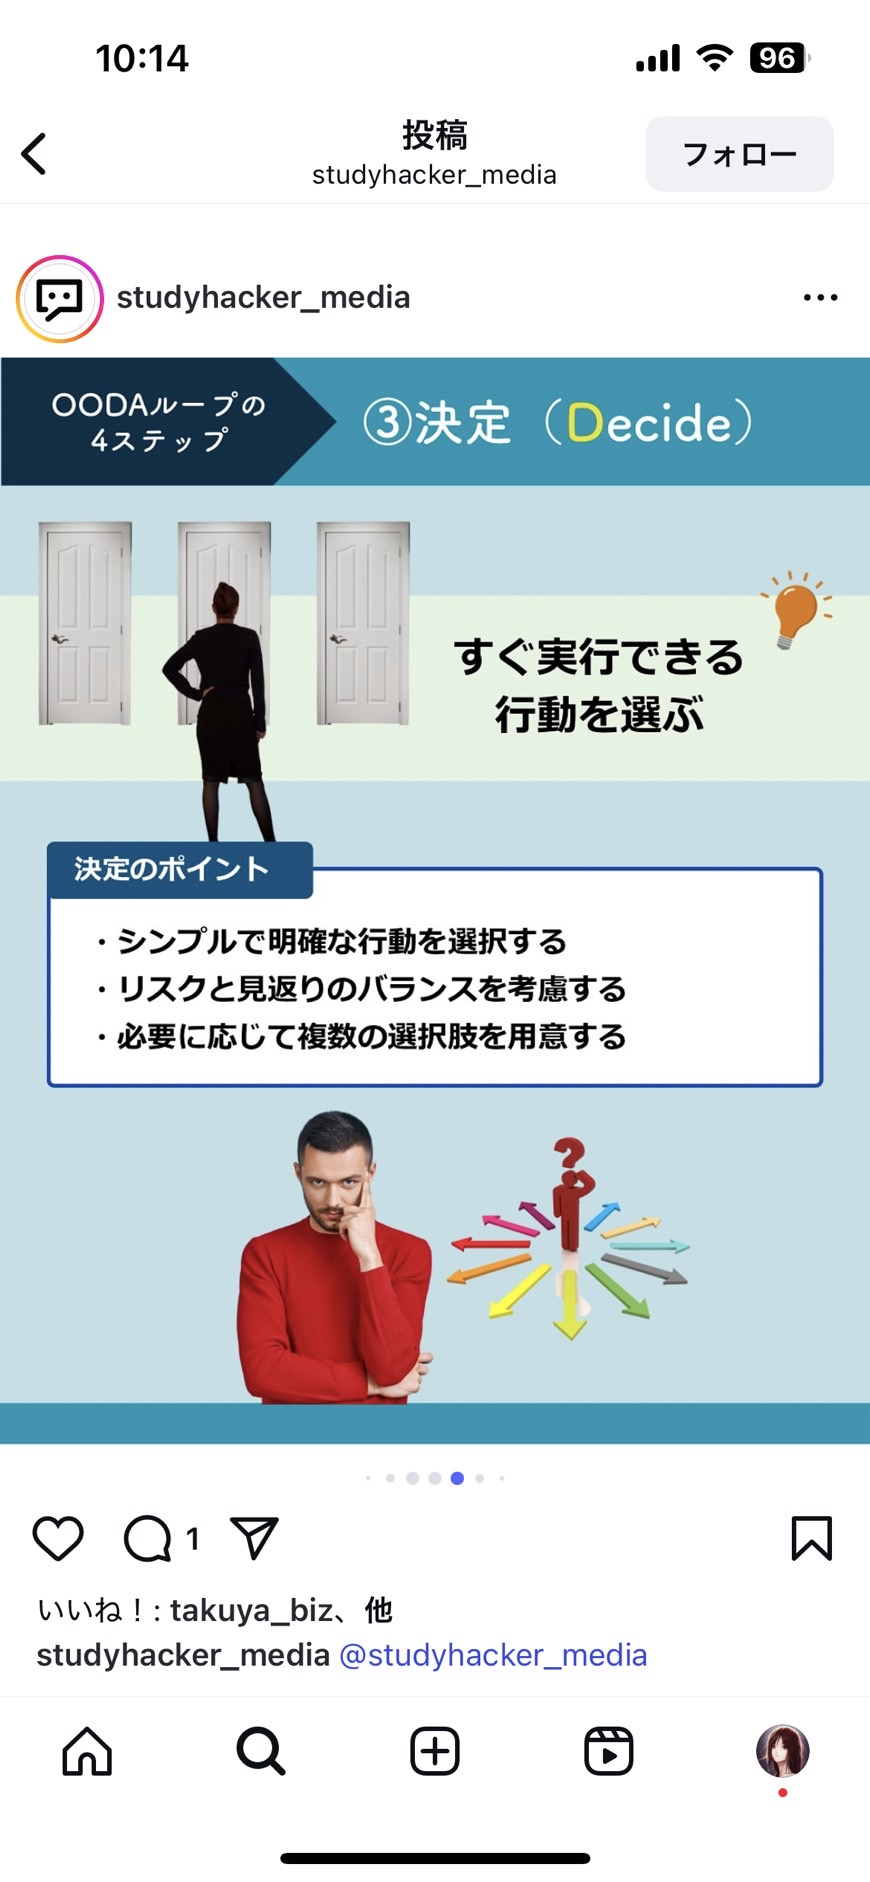 10:14
96
投稿
studyhacker_media
フォロー
studyhacker_media
OODAループの
4ステップ
③決定（Decide）
すぐ実行できる
行動を選ぶ
決定のポイント
・シンプルで明確な行動を選択する
・リスクと見返りのバランスを考慮する
・必要に応じて複数の選択肢を用意する
?
1
いいね！: takuya_biz、他
studyhacker_media @studyhacker_media